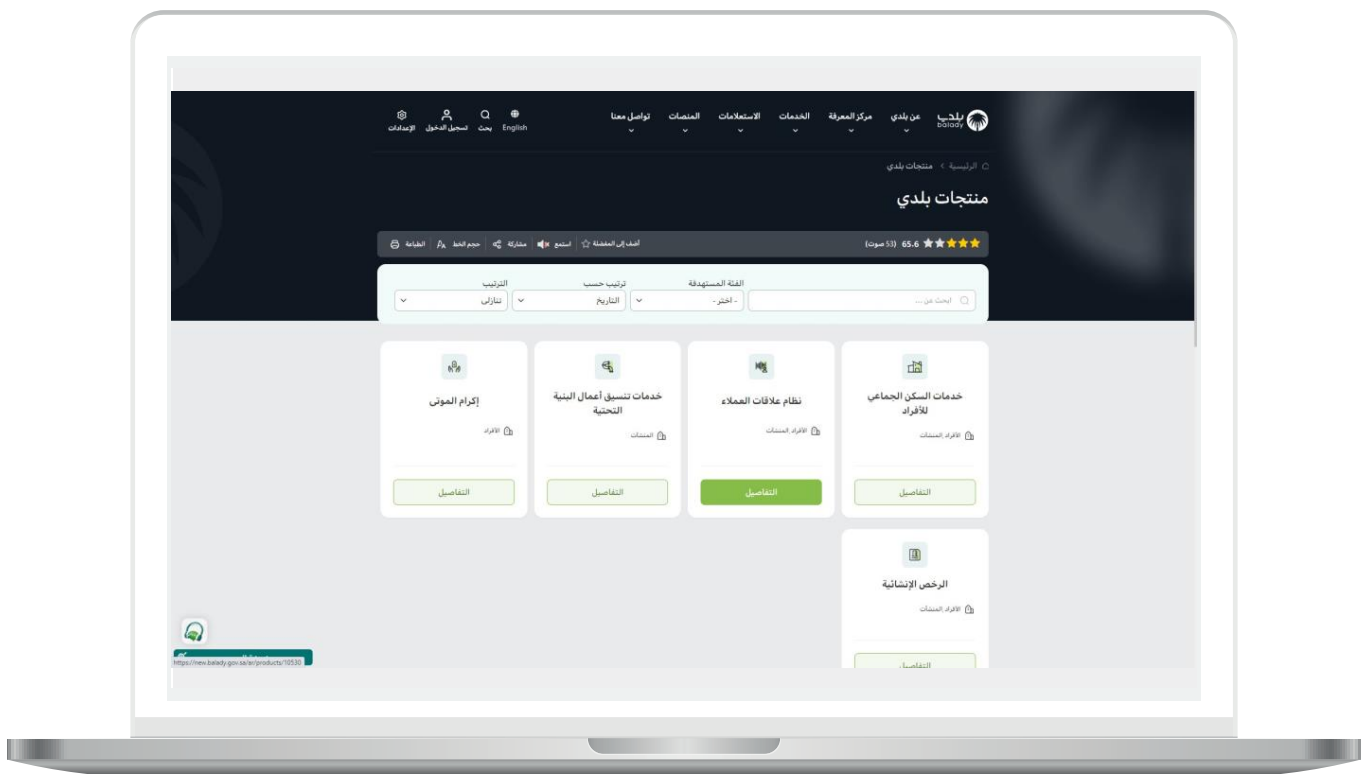 بلدي
balady
عن بلدي
مركز المعرفة
الخدمات
الاستعلامات
المنصات
تواصل معنا
English
بحث
تسجيل الدخول
الإعدادات
الرئيسية > منتجات بلدي
منتجات بلدي
65.6 (53 صوت)
أضف إلى المفضلة
استمع
مشاركة
حجم الخط
الطباعة
الفئة المستهدفة
ترتيب حسب
الترتيب
ابحث عن ...
- اختر -
التاريخ
تنازلي
خدمات السكن الجماعي
للأفراد
الأفراد, المنشآت
التفاصيل
نظام علاقات العملاء
الأفراد, المنشآت
التفاصيل
خدمات تنسيق أعمال البنية
التحتية
المنشآت
التفاصيل
إكرام الموتى
الأفراد
التفاصيل
الرخص الإنشائية
الأفراد, المنشآت
التفاصيل
https://new.balady.gov.sa/ar/products/10530